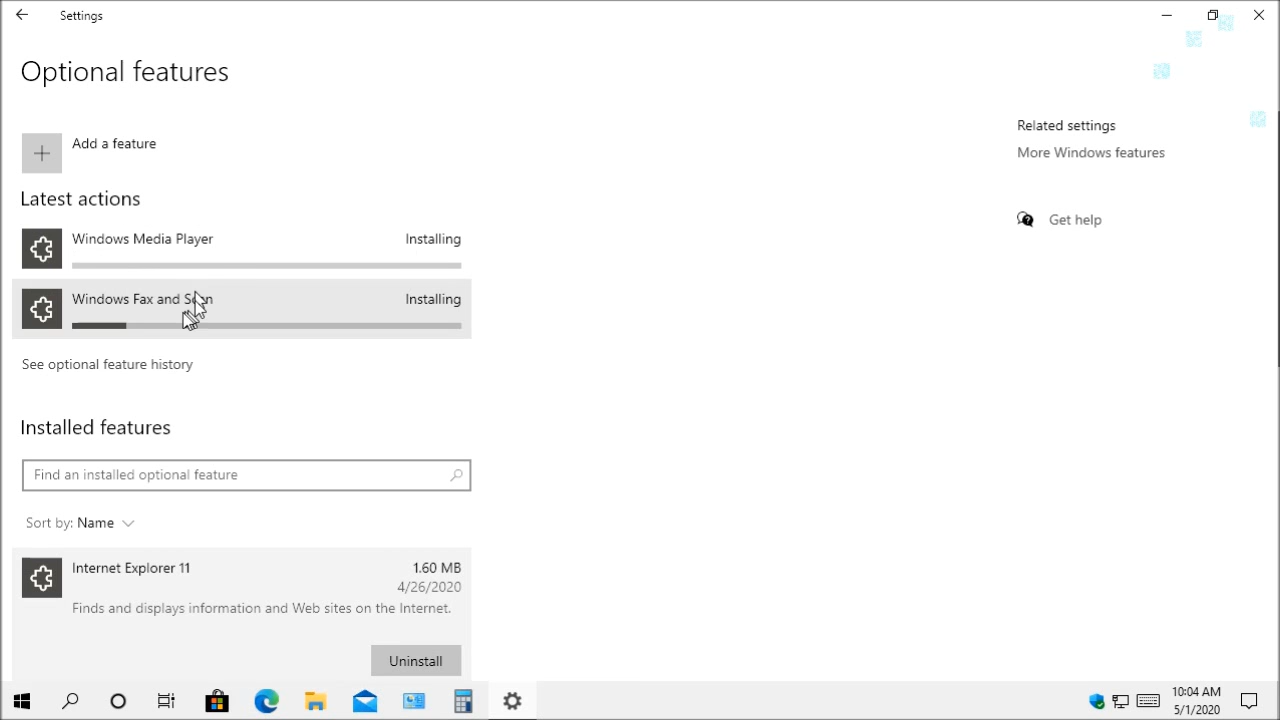 Settings
Optional features
Add a feature
Latest actions
Windows Media Player
Installing
Windows Fax and Scan
Installing
See optional feature history
Installed features
Find an installed optional feature
Sort by: Name
Internet Explorer 11
1.60 MB
4/26/2020
Finds and displays information and Web sites on the Internet.
Uninstall
Related settings
More Windows features
Get help
10:04 AM
5/1/2020